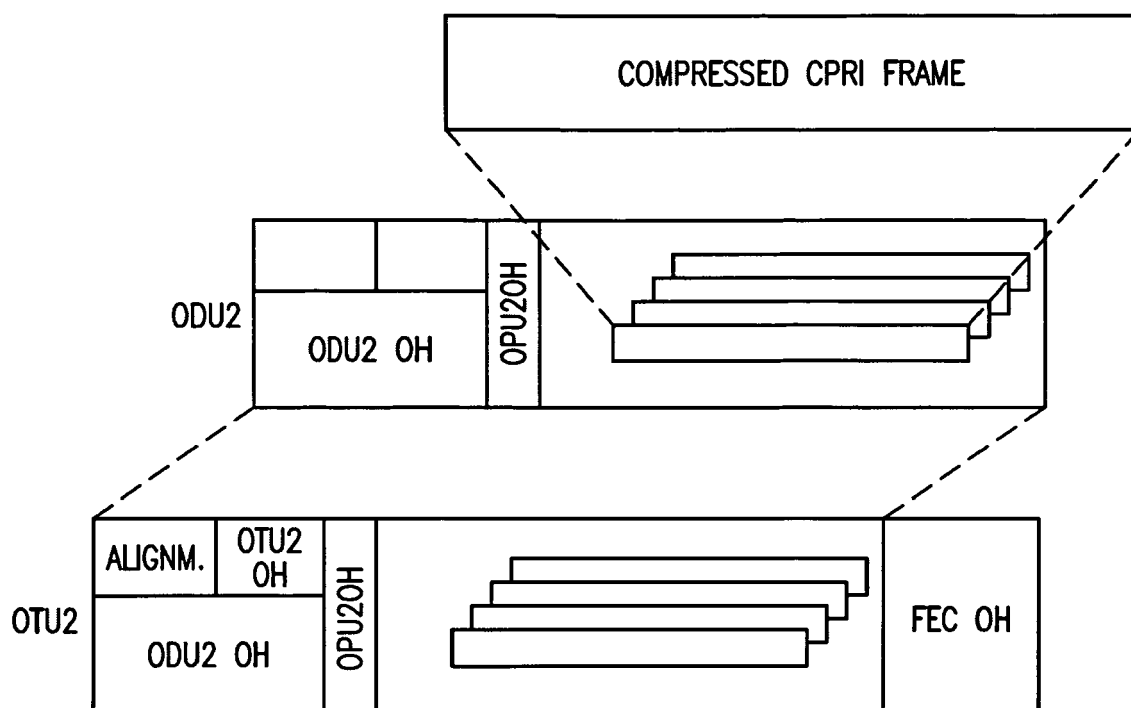 COMPRESSED CPRI FRAME
ODU2
ODU2 OH
OPU2OH
OTU2
ALIGNM.
OTU2
OH
ODU2 OH
OPU2OH
FEC OH